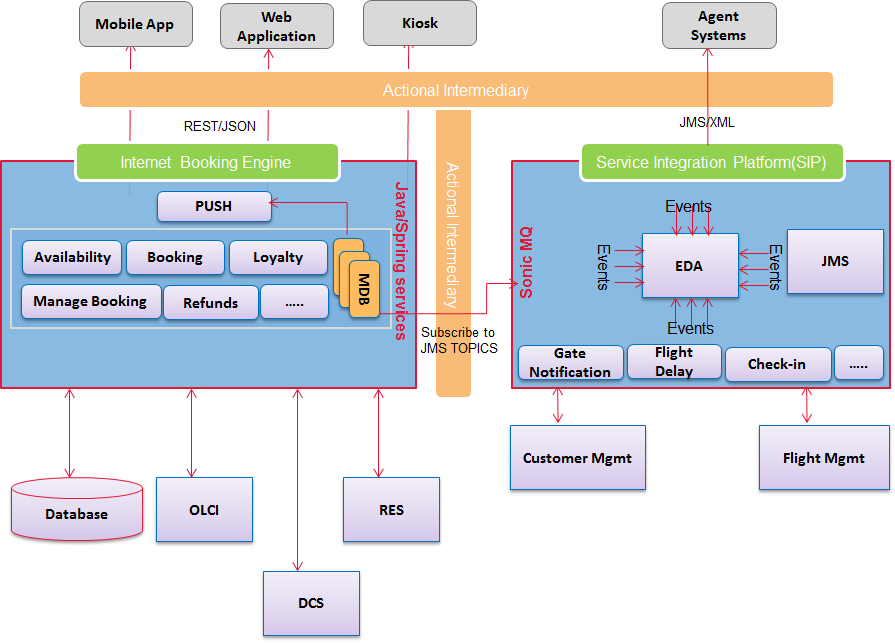 Mobile App
Web
Application
Kiosk
Agent
Systems
Actional Intermediary
REST/JSON
JMS/XML
Internet Booking Engine
Service Integration Platform(SIP)
PUSH
Availability
Booking
Loyalty
Manage Booking
Refunds
.....
MDB
Java/Spring services
Actional Intermediary
Subscribe to
JMS TOPICS
Sonic MQ
Events
Events
EDA
Events
JMS
Events
Gate
Notification
Flight
Delay
Check-in
.....
Customer Mgmt
Flight Mgmt
Database
OLCI
RES
DCS